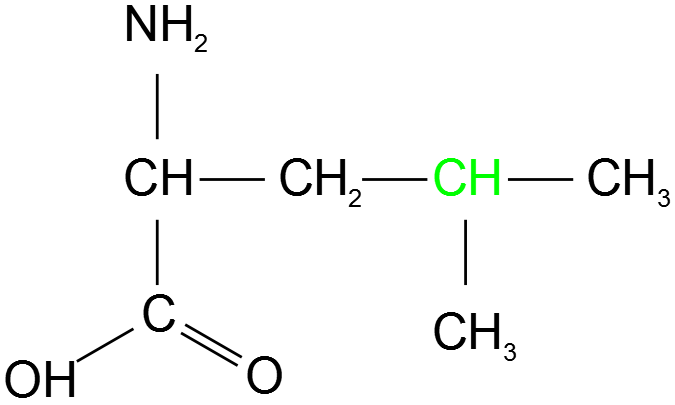 NH₂
CH CH₂ CH CH₃
C CH₃
OH O